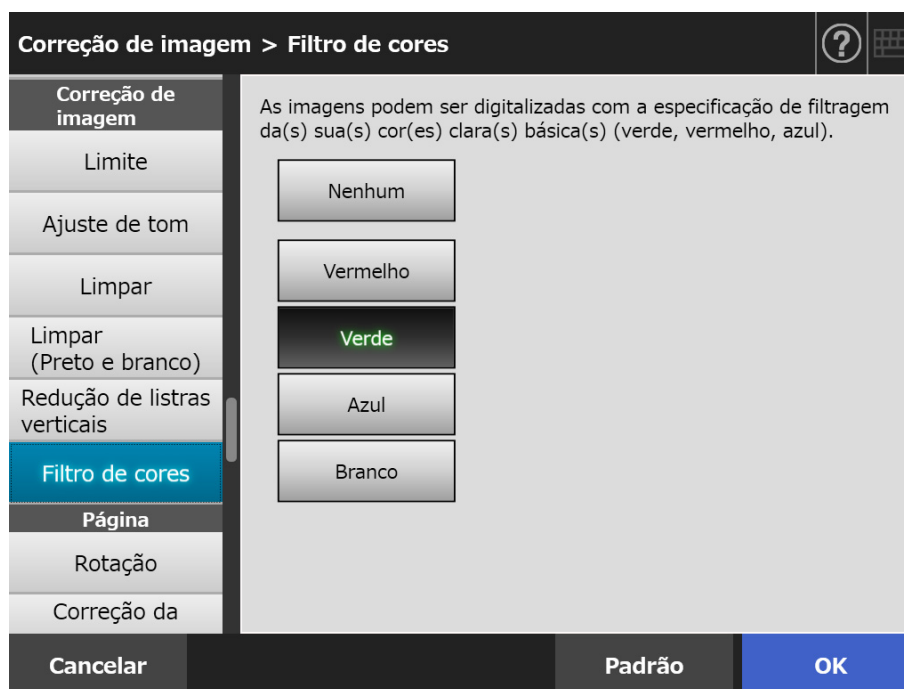 Correção de imagem > Filtro de cores
?
Correção de
imagem
Limite
Ajuste de tom
Limpar
Limpar
(Preto e branco)
Redução de listras
verticais
Filtro de cores
Página
Rotação
Correção da
As imagens podem ser digitalizadas com a especificação de filtragem
da(s) sua(s) cor(es) clara(s) básica(s) (verde, vermelho, azul).
Nenhum
Vermelho
Verde
Azul
Branco
Cancelar
Padrão
OK